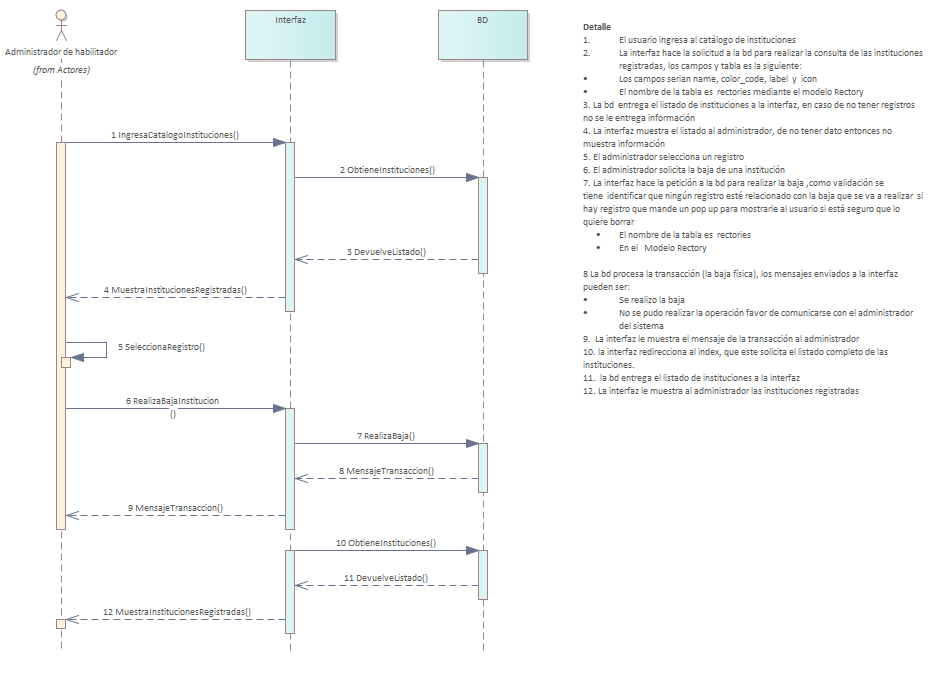 Interfaz
BD
Administrador de habilitador
(from Actores)
1 IngresaCatalogoInstituciones()
2 ObtieneInstituciones()
3 DevuelveListado()
4 MuestraInstitucionesRegistradas()
5 SeleccionaRegistro()
6 RealizaBajaInstitucion
()
7 RealizaBaja()
8 MensajeTransaccion()
9 MensajeTransaccion()
10 ObtieneInstituciones()
11 DevuelveListado()
12 MuestraInstitucionesRegistradas()
Detalle
1. El usuario ingresa al catálogo de instituciones
2. La interfaz hace la solicitud a la bd para realizar la consulta de las instituciones
registradas, los campos y tabla es la siguiente:
• Los campos serian name, color_code, label y icon
• El nombre de la tabla es rectories mediante el modelo Rectory
3. La bd entrega el listado de instituciones a la interfaz, en caso de no tener registros
no se le entrega información
4. La interfaz muestra el listado al administrador, de no tener dato entonces no
muestra información
5. El administrador selecciona un registro
6. El administrador solicita la baja de una institución
7. La interfaz hace la petición a la bd para realizar la baja ,como validación se
tiene identificar que ningún registro esté relacionado con la baja que se va a realizar si
hay registro que mande un pop up para mostrarle al usuario si está seguro que lo
quiere borrar
• El nombre de la tabla es rectories
• En el Modelo Rectory
8 La bd procesa la transacción (la baja física), los mensajes enviados a la interfaz
pueden ser:
• Se realizo la baja
• No se pudo realizar la operación favor de comunicarse con el administrador
del sistema
9. La interfaz le muestra el mensaje de la transacción al administrador
10. la interfaz redirecciona al index, que este solicita el listado completo de las
instituciones.
11. la bd entrega el listado de instituciones a la interfaz
12. La interfaz le muestra al administrador las instituciones registradas